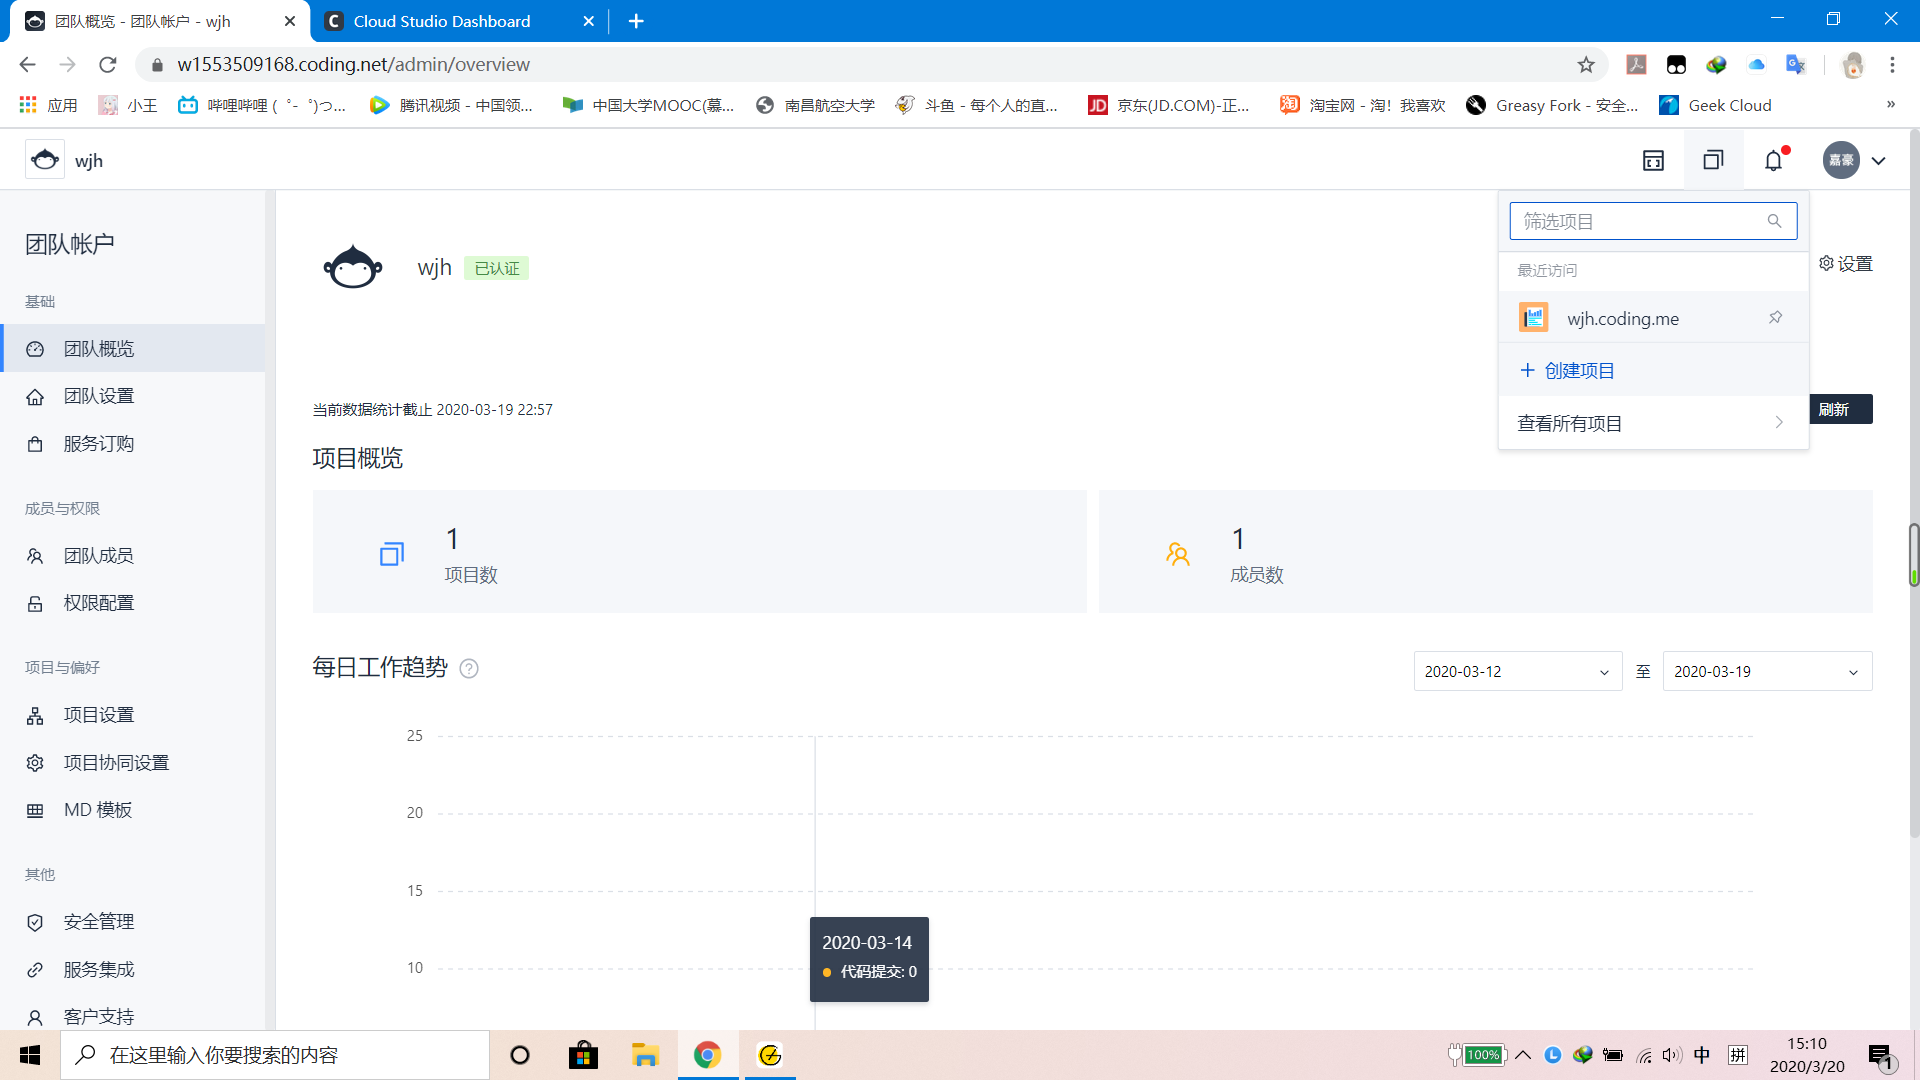 团队概览 - 团队帐户 - wjh
Cloud Studio Dashboard
w1553509168.coding.net/admin/overview
应用
小王
哔哩哔哩 ( ゜- ゜)つ...
腾讯视频 - 中国领...
中国大学MOOC(慕...
南昌航空大学
斗鱼 - 每个人的直...
JD
京东(JD.COM)-正...
淘宝网 - 淘！我喜欢
Greasy Fork - 安全...
Geek Cloud
wjh
嘉豪
团队帐户
基础
团队概览
团队设置
服务订购
成员与权限
团队成员
权限配置
项目与偏好
项目设置
项目协同设置
MD 模板
其他
安全管理
服务集成
客户支持
wjh
已认证
筛选项目
最近访问
wjh.coding.me
创建项目
查看所有项目
设置
当前数据统计截止 2020-03-19 22:57
刷新
项目概览
1
项目数
1
成员数
每日工作趋势
2020-03-12
至
2020-03-19
25
20
15
10
2020-03-14
代码提交: 0
在这里输入你要搜索的内容
100%
中
拼
15:10
2020/3/20
1